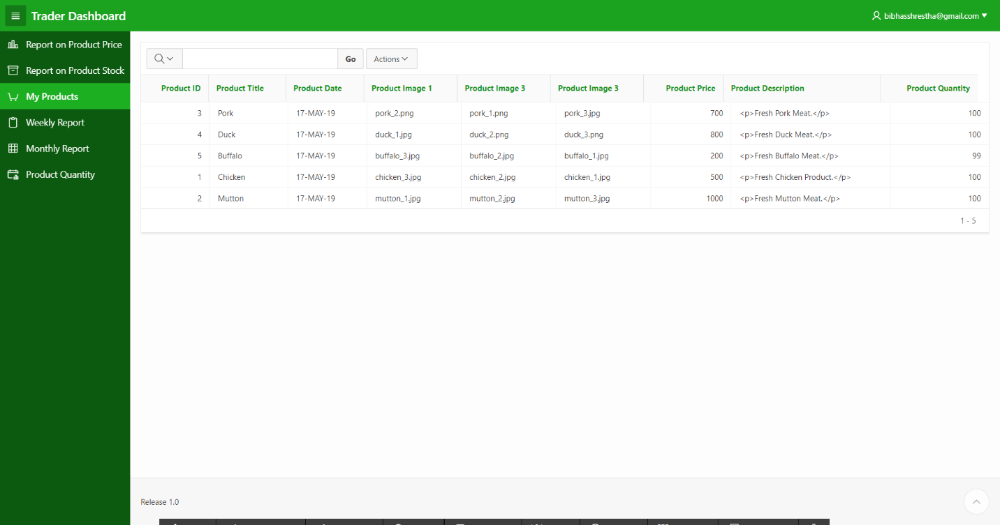 Trader Dashboard
bibhasshrestha@gmail.com
Report on Product Price
Report on Product Stock
My Products
Weekly Report
Monthly Report
Product Quantity
Go Actions
Product ID Product Title Product Date Product Image 1 Product Image 3 Product Image 3 Product Price Product Description Product Quantity
3 Pork 17-MAY-19 pork_2.png pork_1.png pork_3.jpg 700 <p>Fresh Pork Meat.</p> 100
4 Duck 17-MAY-19 duck_1.jpg duck_2.png duck_3.png 800 <p>Fresh Duck Meat.</p> 100
5 Buffalo 17-MAY-19 buffalo_3.jpg buffalo_2.jpg buffalo_1.jpg 200 <p>Fresh Buffalo Meat.</p> 99
1 Chicken 17-MAY-19 chicken_3.jpg chicken_2.jpg chicken_1.jpg 500 <p>Fresh Chicken Product.</p> 100
2 Mutton 17-MAY-19 mutton_1.jpg mutton_2.jpg mutton_3.jpg 1000 <p>Fresh Mutton Meat.</p> 100
1 - 5
Release 1.0